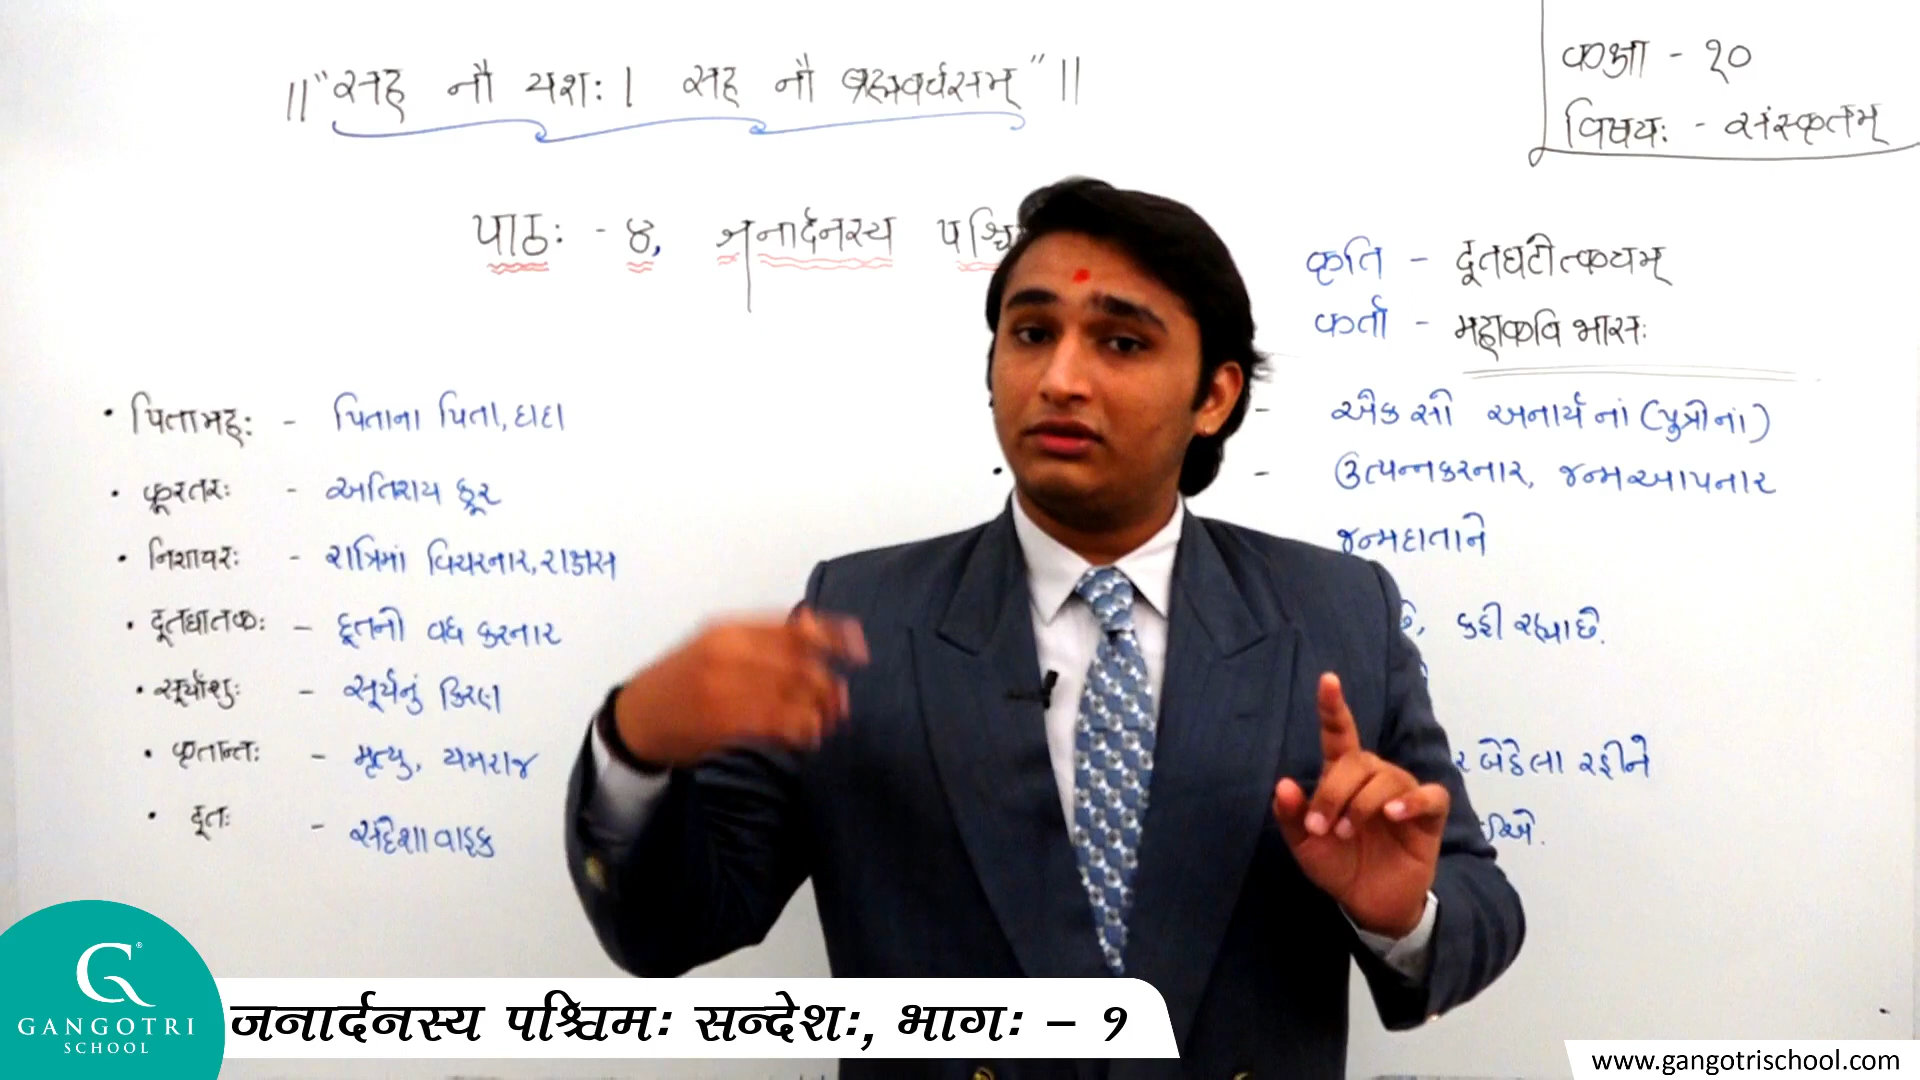 ॥ "सह नौ यशः । सह नौ ब्रह्मवर्चसम्" ॥
कक्षा - १०
विषयः - संस्कृतम्
पाठः - ४, जनार्दनस्य पश्चि
कृति - दूतघटोत्कचम्
कर्ता - महाकवि भासः
• पितामहः - પિતાના પિતા, દાદા
• क्रूरतरः - અતિશય ક્રૂર
• निशाचरः - રાત્રિમાં વિચરનાર, રાક્ષસ
• दूतघातकः - દૂતનો વધ કરનાર
• सूर्यांशुः - સૂર્યનું કિરણ
• कृतान्तः - મૃત્યુ, યમરાજ
• दूतः - સંદેશાવાહક
- એક સો અનાર્યનાં (પુત્રોનાં)
• - ઉત્પન્નકરનાર, જન્મઆપનાર
જન્મદાતાને
છે, કહી રહ્યા છે.
ર બેઠેલા રહીને
GANGOTRI
SCHOOL
जनार्दनस्य पश्चिमः सन्देशः, भागः – १
www.gangotrischool.com